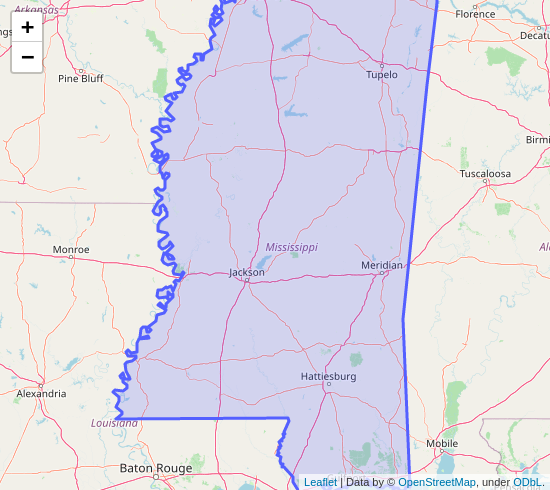 Arkansas
Florence
+
−
Decatu
ngs
Tupelo
Pine Bluff
Birmi
Tuscaloosa
Monroe
Mississippi
Al
Jackson
Meridian
Hattiesburg
Alexandria
Louisiana
Mobile
Baton Rouge
Leaflet | Data by © OpenStreetMap, under ODbL.